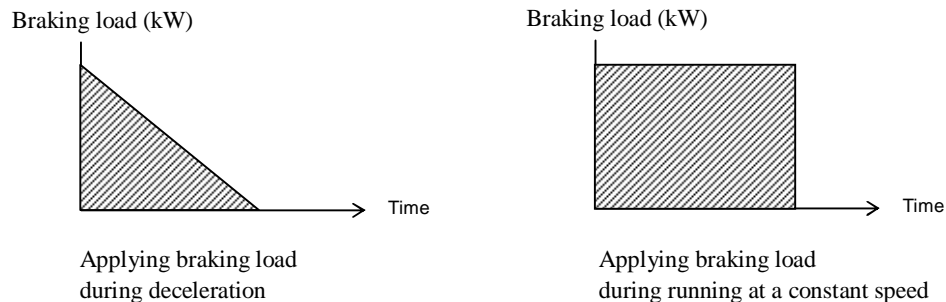 Braking load (kW)
Time
Applying braking load
during deceleration
Braking load (kW)
Time
Applying braking load
during running at a constant speed